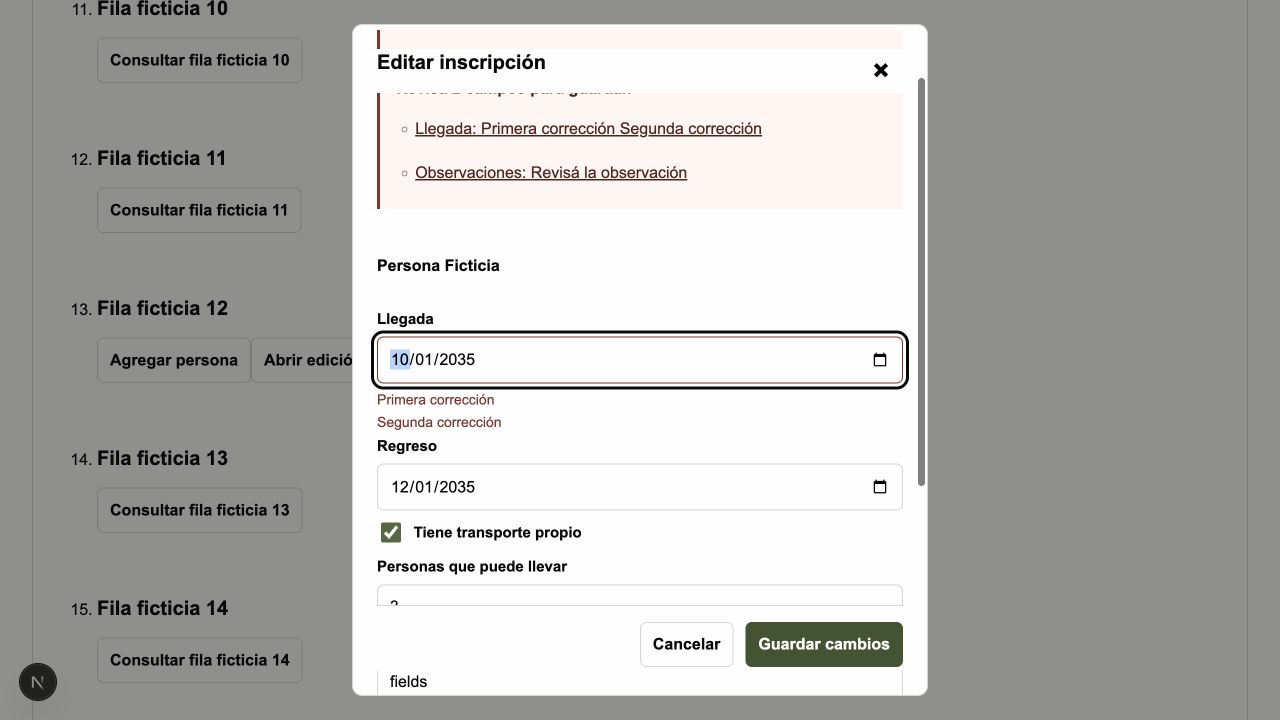 11. Fila ficticia 10
Consultar fila ficticia 10
12. Fila ficticia 11
Consultar fila ficticia 11
13. Fila ficticia 12
Agregar persona
Abrir edició
14. Fila ficticia 13
Consultar fila ficticia 13
15. Fila ficticia 14
Consultar fila ficticia 14
N
Editar inscripción
Llegada: Primera corrección Segunda corrección
Observaciones: Revisá la observación
Persona Ficticia
Llegada
10/01/2035
Primera corrección
Segunda corrección
Regreso
12/01/2035
Tiene transporte propio
Personas que puede llevar
Cancelar
Guardar cambios
fields